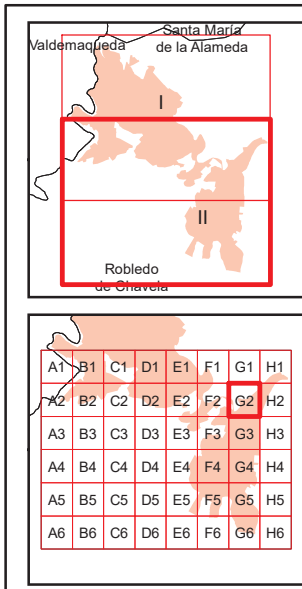 Santa María
Valdemaqueda de la Alameda
I
II
Robledo
de Chavela
A1 B1 C1 D1 E1 F1 G1 H1
A2 B2 C2 D2 E2 F2 G2 H2
A3 B3 C3 D3 E3 F3 G3 H3
A4 B4 C4 D4 E4 F4 G4 H4
A5 B5 C5 D5 E5 F5 G5 H5
A6 B6 C6 D6 E6 F6 G6 H6